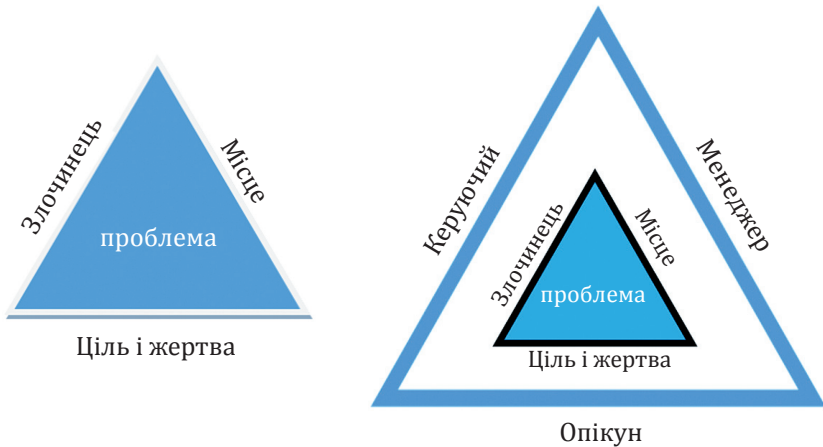 Злочинець
Місце
проблема
Ціль і жертва
Керуючий
Менеджер
Злочинець
Місце
проблема
Ціль і жертва
Опікун